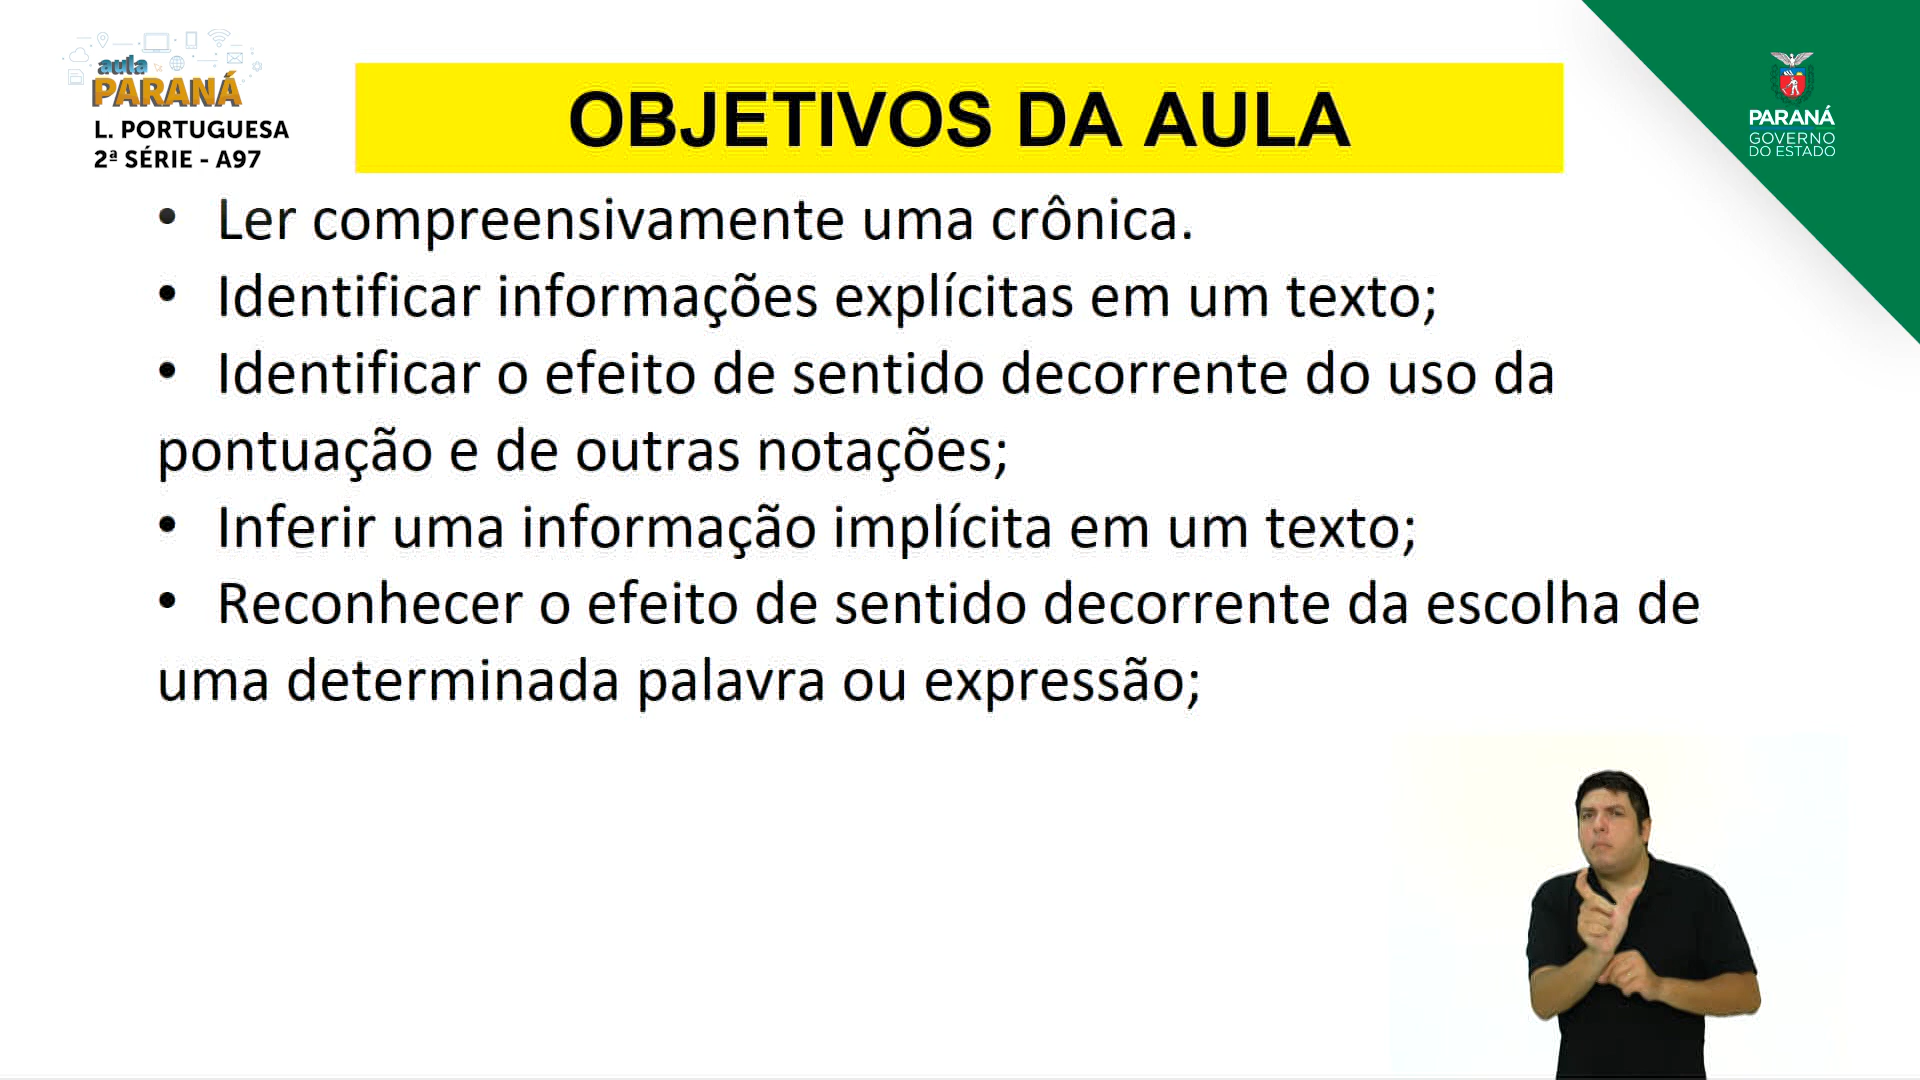 aula
PARANÁ
L. PORTUGUESA
2ª SÉRIE - A97
OBJETIVOS DA AULA
PARANÁ
GOVERNO
DO ESTADO
• Ler compreensivamente uma crônica.
• Identificar informações explícitas em um texto;
• Identificar o efeito de sentido decorrente do uso da
pontuação e de outras notações;
• Inferir uma informação implícita em um texto;
• Reconhecer o efeito de sentido decorrente da escolha de
uma determinada palavra ou expressão;